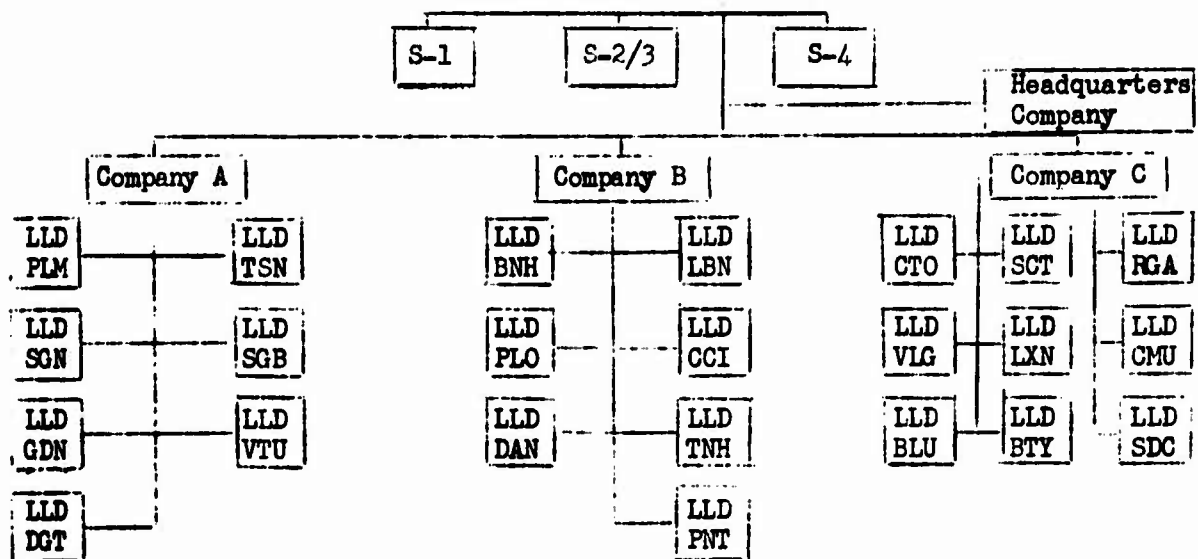 S-1
S-2/3
S-4
Headquarters
Company
Company A
Company B
Company C
LLD
PLM
LLD
TSN
LLD
BNH
LLD
LBN
LLD
CTO
LLD
SCT
LLD
RGA
LLD
SGN
LLD
SGB
LLD
PLO
LLD
CCI
LLD
VLG
LLD
LXN
LLD
CMU
LLD
GDN
LLD
VTU
LLD
DAN
LLD
TNH
LLD
BLU
LLD
BTY
LLD
SDC
LLD
DGT
LLD
PNT